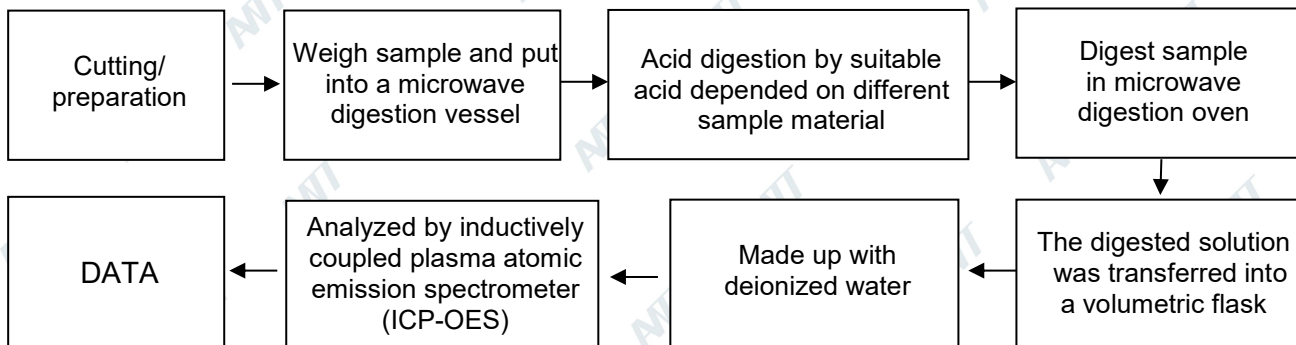 Cutting/
preparation
Weigh sample and put
into a microwave
digestion vessel
Acid digestion by suitable
acid depended on different
sample material
Digest sample
in microwave
digestion oven
The digested solution
was transferred into
a volumetric flask
Made up with
deionized water
Analyzed by inductively
coupled plasma atomic
emission spectrometer
(ICP-OES)
DATA